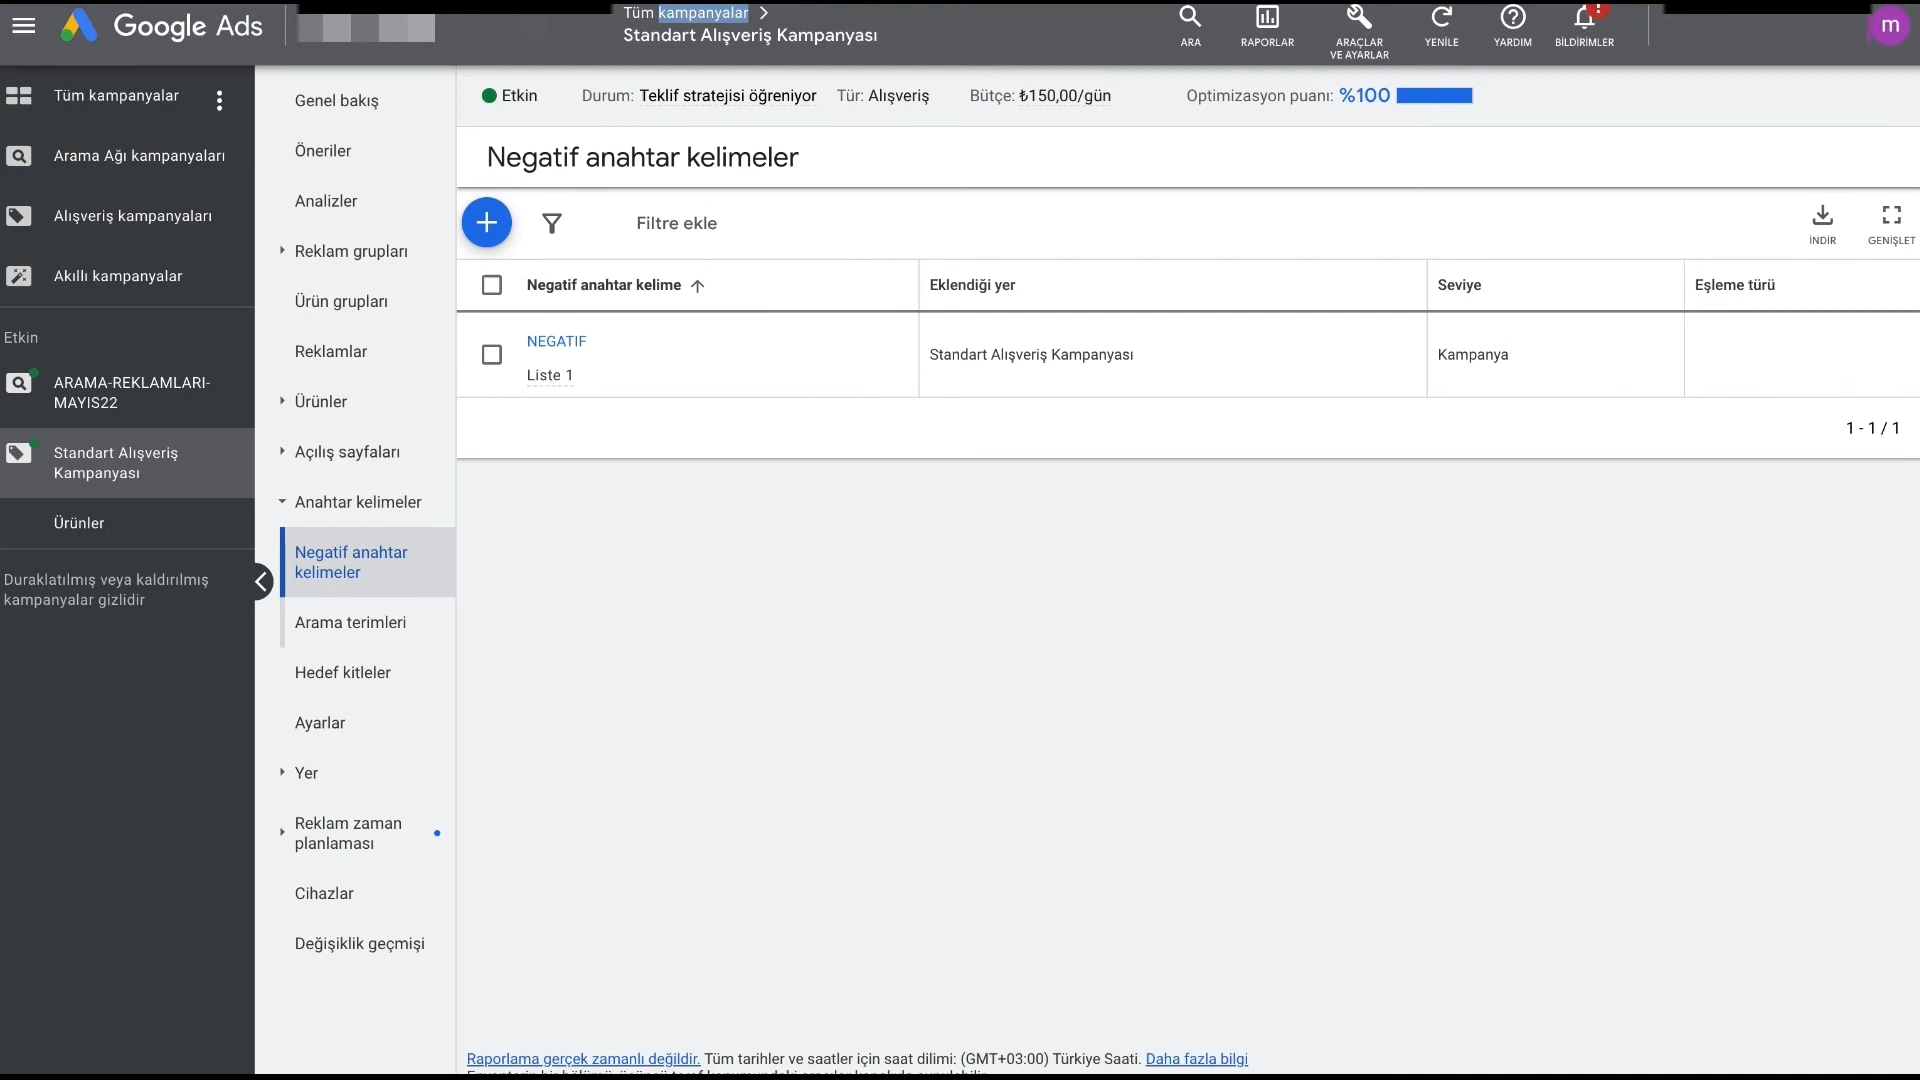 Google Ads
Tüm kampanyalar
Standart Alışveriş Kampanyası
ARA
RAPORLAR
ARAÇLAR
VE AYARLAR
YENİLE
YARDIM
BİLDİRİMLER
!
m
Tüm kampanyalar
Arama Ağı kampanyaları
Alışveriş kampanyaları
Akıllı kampanyalar
Etkin
ARAMA-REKLAMLARI-
MAYIS22
Standart Alışveriş
Kampanyası
Ürünler
Duraklatılmış veya kaldırılmış
kampanyalar gizlidir
Genel bakış
Öneriler
Analizler
Reklam grupları
Ürün grupları
Reklamlar
Ürünler
Açılış sayfaları
Anahtar kelimeler
Negatif anahtar
kelimeler
Arama terimleri
Hedef kitleler
Ayarlar
Yer
Reklam zaman
planlaması
Cihazlar
Değişiklik geçmişi
Etkin Durum: Teklif stratejisi öğreniyor Tür: Alışveriş Bütçe: ₺150,00/gün Optimizasyon puanı: %100
Negatif anahtar kelimeler
Filtre ekle
İNDİR
GENİŞLET
Negatif anahtar kelime Eklendiği yer Seviye Eşleme türü
NEGATIF
Liste 1
Standart Alışveriş Kampanyası Kampanya
1 - 1 / 1
Raporlama gerçek zamanlı değildir. Tüm tarihler ve saatler için saat dilimi: (GMT+03:00) Türkiye Saati. Daha fazla bilgi